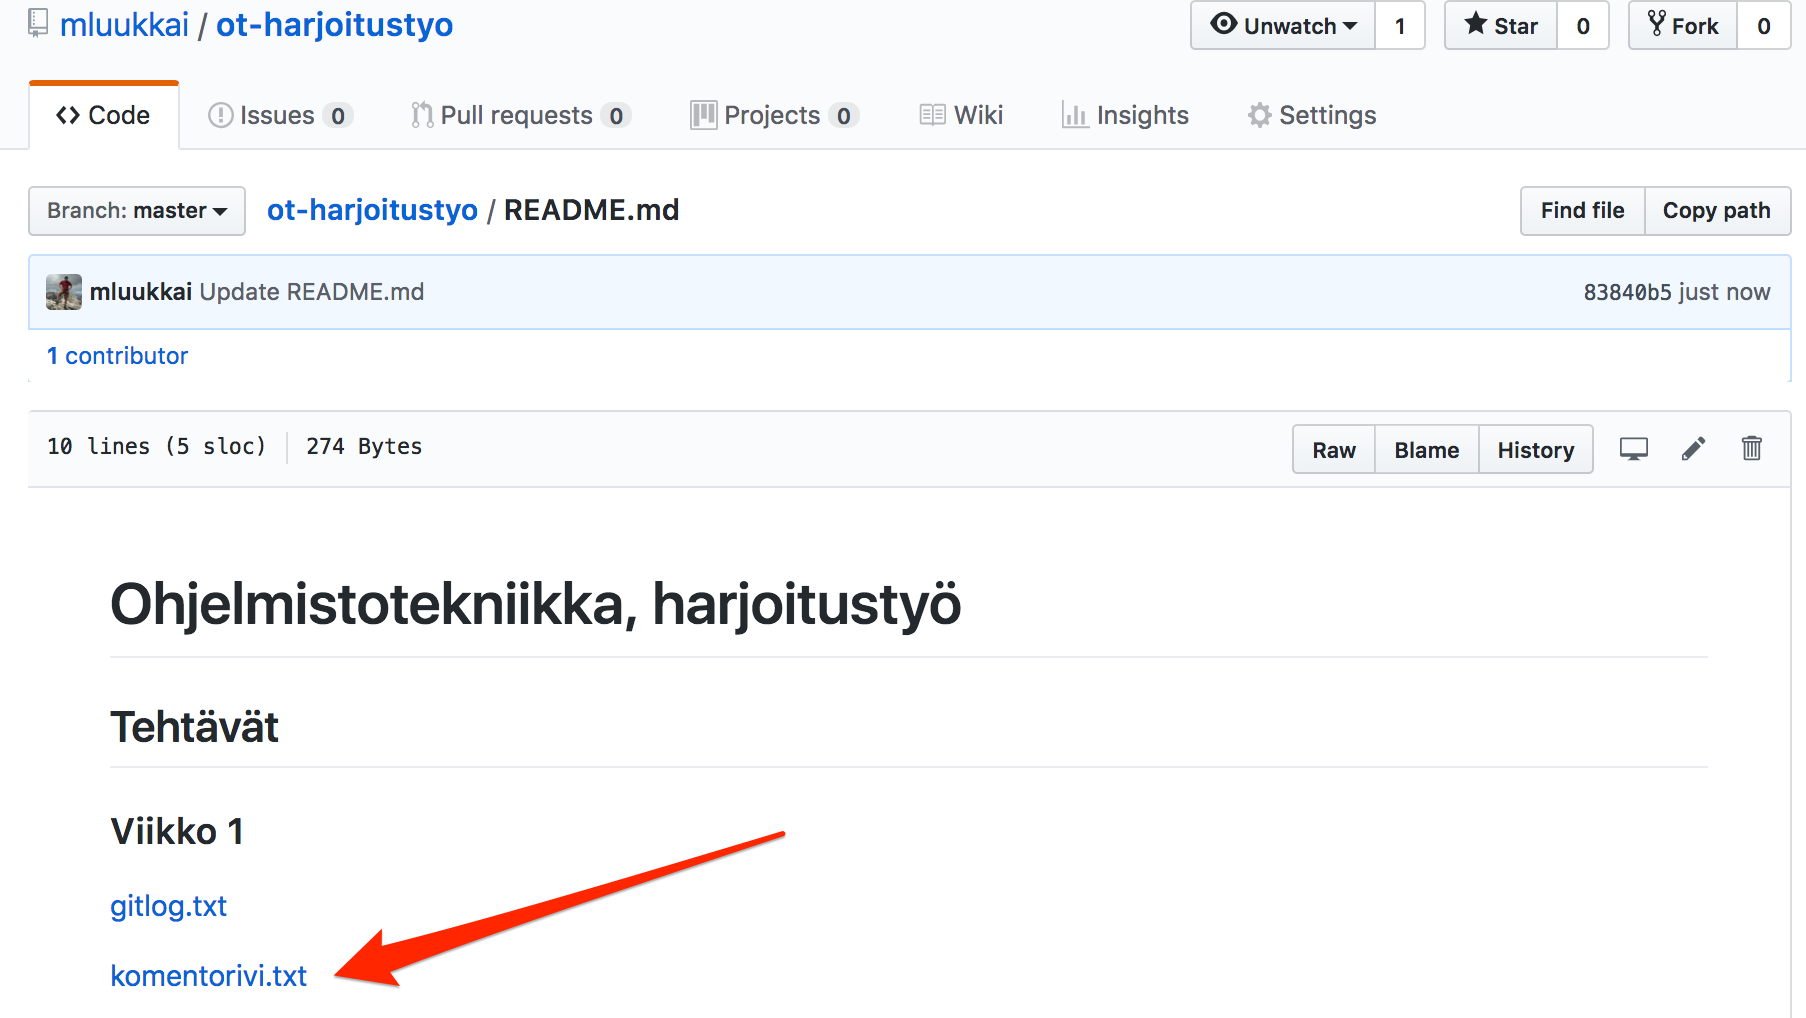 mluukkai / ot-harjoitustyo Unwatch 1 Star 0 Fork 0
Code Issues 0 Pull requests 0 Projects 0 Wiki Insights Settings
Branch: master ot-harjoitustyo / README.md Find file Copy path
mluukkai Update README.md 83840b5 just now
1 contributor
10 lines (5 sloc) 274 Bytes Raw Blame History
Ohjelmistotekniikka, harjoitustyö
Tehtävät
Viikko 1
gitlog.txt
komentorivi.txt